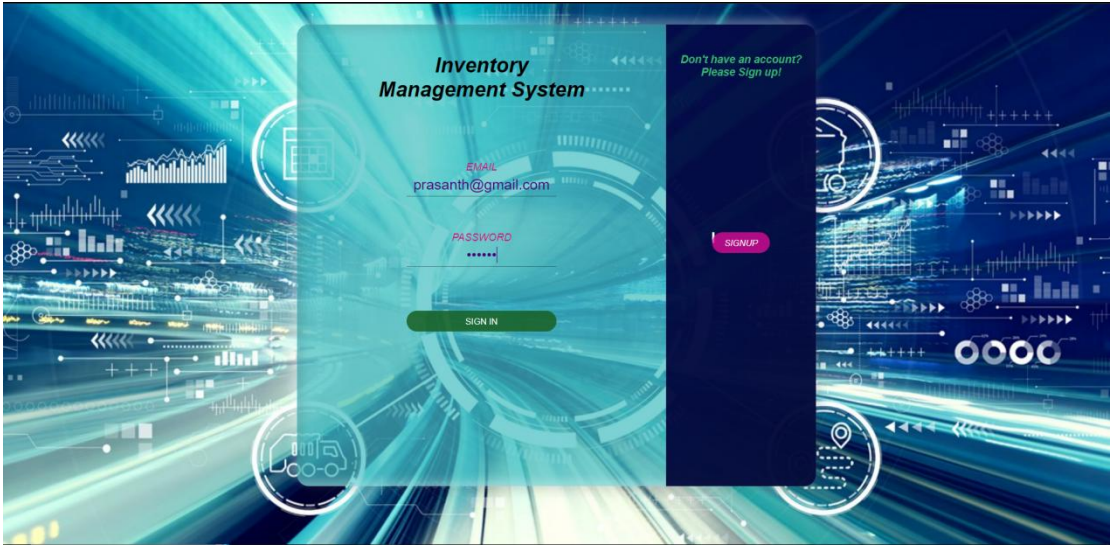 Inventory
Management System
EMAIL
prasanth@gmail.com
PASSWORD
••••••
SIGN IN
Don't have an account?
Please Sign up!
SIGNUP